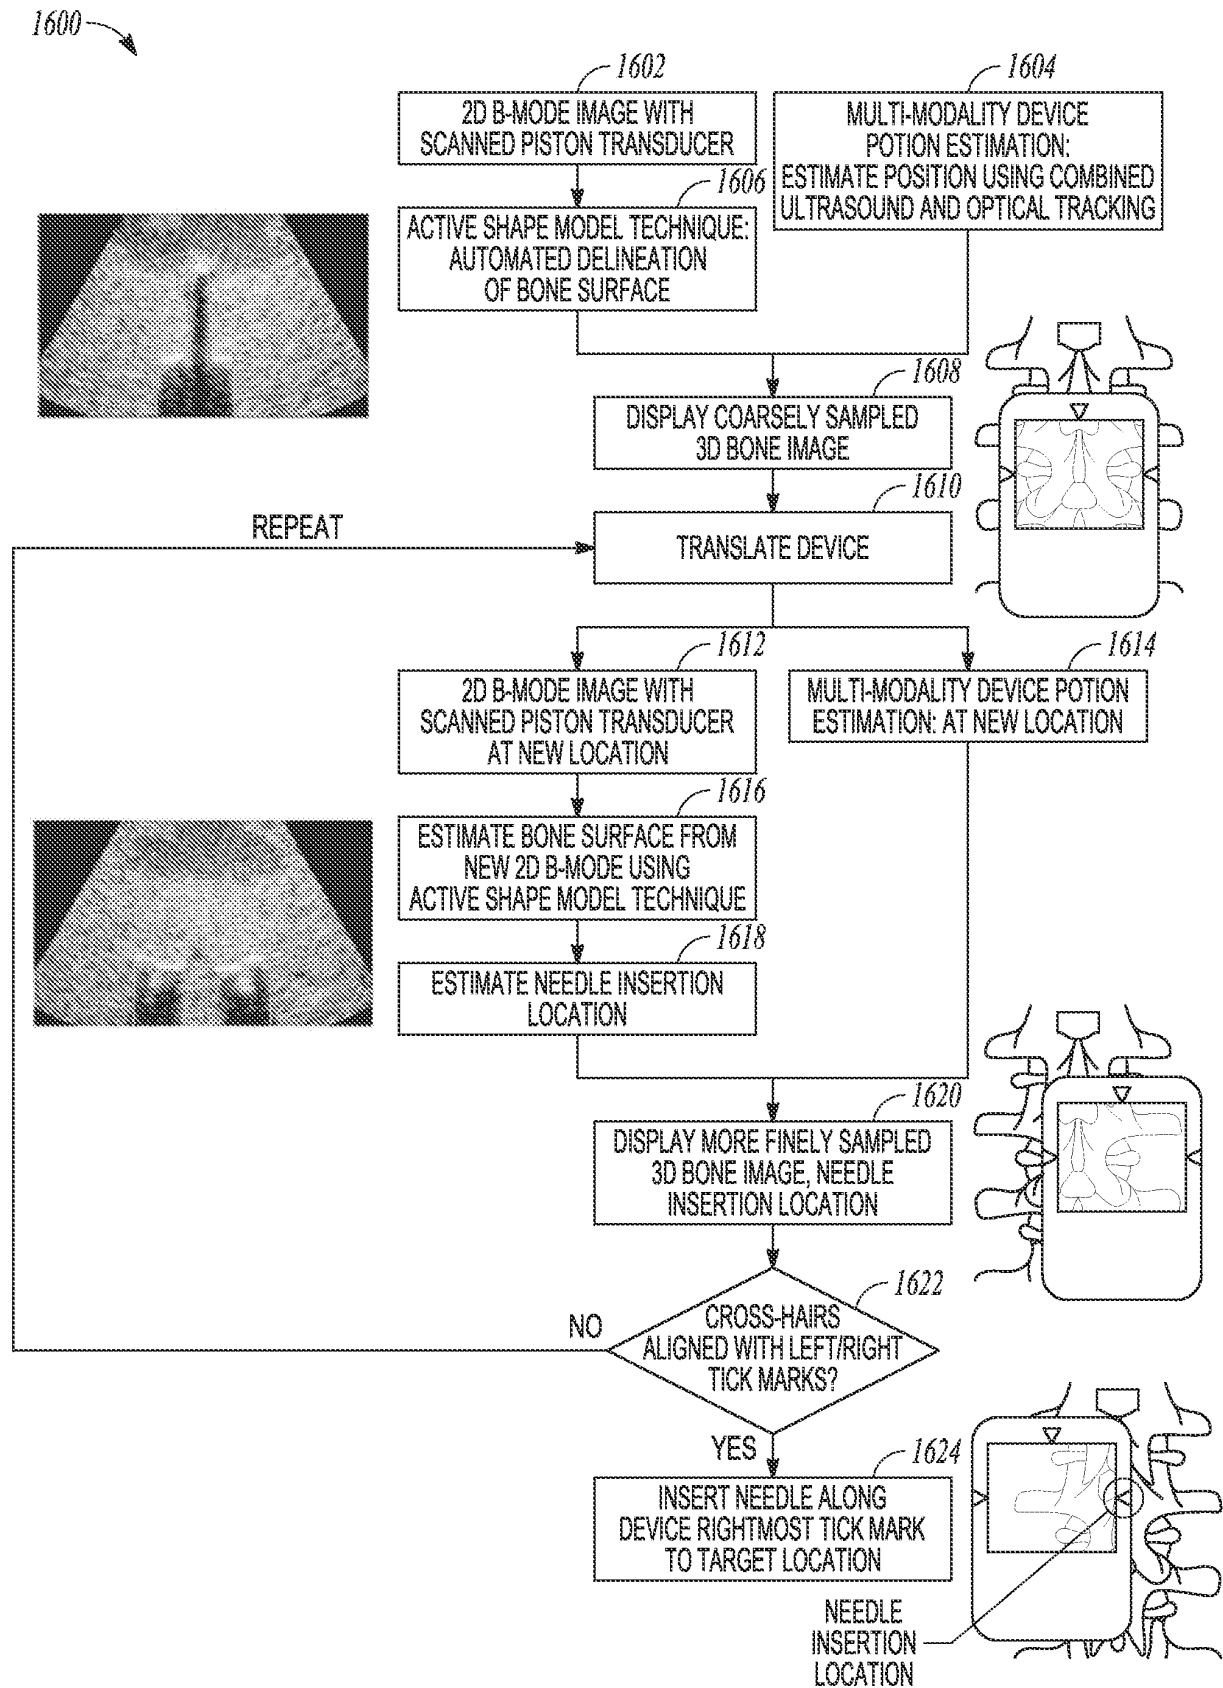 1600
1602
2D B-MODE IMAGE WITH
SCANNED PISTON TRANSDUCER
1604
MULTI-MODALITY DEVICE
POTION ESTIMATION:
ESTIMATE POSITION USING COMBINED
ULTRASOUND AND OPTICAL TRACKING
1606
ACTIVE SHAPE MODEL TECHNIQUE:
AUTOMATED DELINEATION
OF BONE SURFACE
1608
DISPLAY COARSELY SAMPLED
3D BONE IMAGE
1610
REPEAT
TRANSLATE DEVICE
1612
2D B-MODE IMAGE WITH
SCANNED PISTON TRANSDUCER
AT NEW LOCATION
1614
MULTI-MODALITY DEVICE POTION
ESTIMATION: AT NEW LOCATION
1616
ESTIMATE BONE SURFACE FROM
NEW 2D B-MODE USING
ACTIVE SHAPE MODEL TECHNIQUE
1618
ESTIMATE NEEDLE INSERTION
LOCATION
1620
DISPLAY MORE FINELY SAMPLED
3D BONE IMAGE, NEEDLE
INSERTION LOCATION
1622
CROSS-HAIRS
ALIGNED WITH LEFT/RIGHT
TICK MARKS?
NO
YES
1624
INSERT NEEDLE ALONG
DEVICE RIGHTMOST TICK MARK
TO TARGET LOCATION
NEEDLE
INSERTION
LOCATION